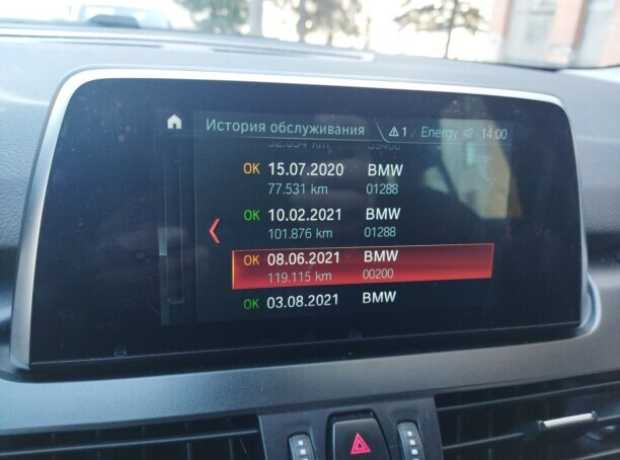 История обслуживания 1 Energy 14:00
OK 15.07.2020 BMW
77.531 km 01288
OK 10.02.2021 BMW
101.876 km 01288
OK 08.06.2021 BMW
119.115 km 00200
OK 03.08.2021 BMW